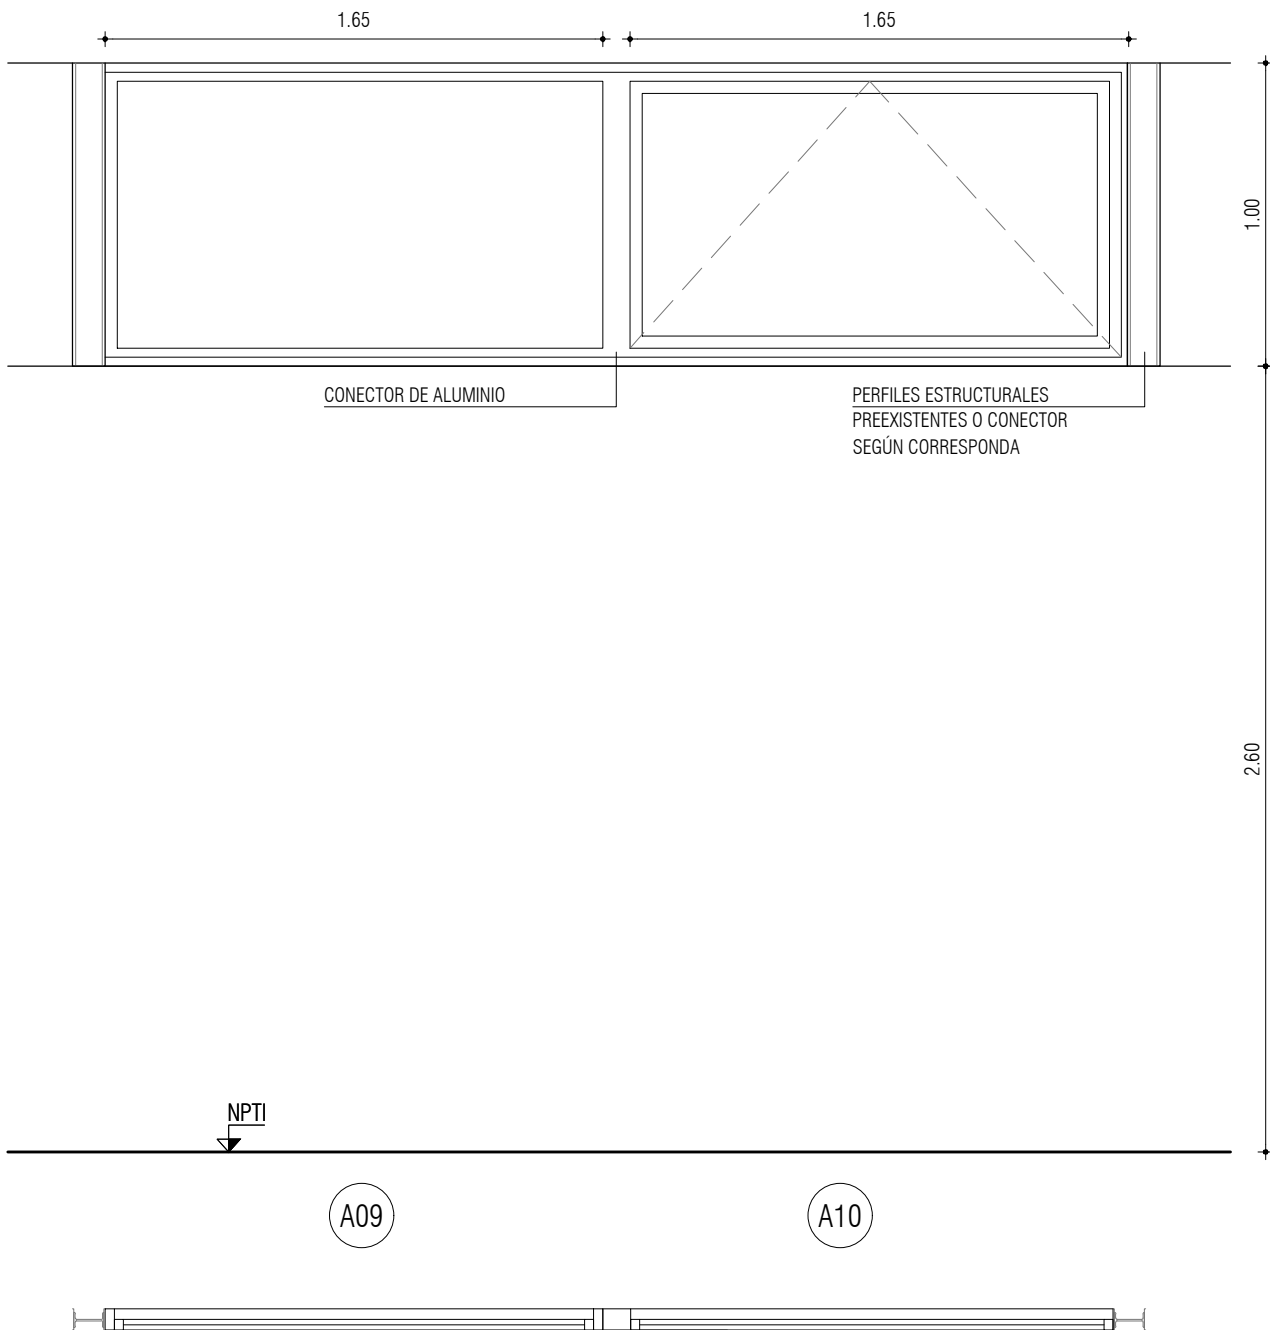 1.65
1.65
1.00
CONECTOR DE ALUMINIO
PERFILES ESTRUCTURALES
PREEXISTENTES O CONECTOR
SEGÚN CORRESPONDA
2.60
NPTI
A09
A10